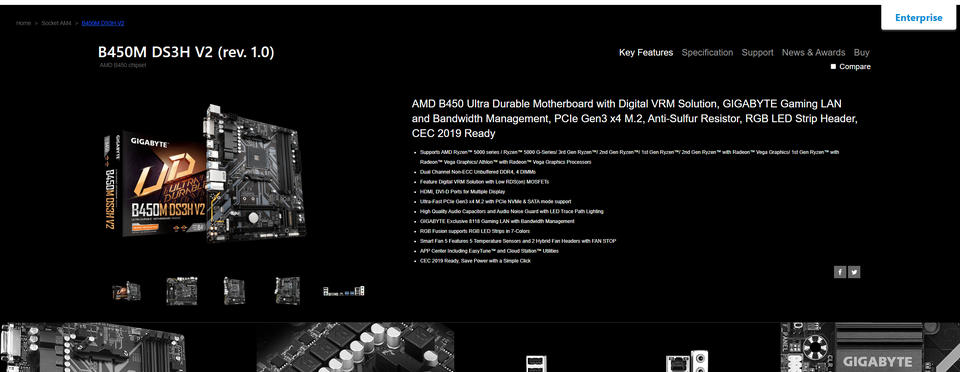 Enterprise
Home > Socket AM4 > B450M DS3H V2
B450M DS3H V2 (rev. 1.0)
AMD B450 chipset
Key Features Specification Support News & Awards Buy
Compare
AMD B450 Ultra Durable Motherboard with Digital VRM Solution, GIGABYTE Gaming LAN
and Bandwidth Management, PCIe Gen3 x4 M.2, Anti-Sulfur Resistor, RGB LED Strip Header,
CEC 2019 Ready
Supports AMD Ryzen™ 5000 series / Ryzen™ 5000 G-Series/ 3rd Gen Ryzen™/ 2nd Gen Ryzen™/ 1st Gen Ryzen™/ 2nd Gen Ryzen™ with Radeon™ Vega Graphics/ 1st Gen Ryzen™ with
Radeon™ Vega Graphics/ Athlon™ with Radeon™ Vega Graphics Processors
Dual Channel Non-ECC Unbuffered DDR4, 4 DIMMs
Feature Digital VRM Solution with Low RDS(on) MOSFETs
HDMI, DVI-D Ports for Multiple Display
Ultra-Fast PCIe Gen3 x4 M.2 with PCIe NVMe & SATA mode support
High Quality Audio Capacitors and Audio Noise Guard with LED Trace Path Lighting
GIGABYTE Exclusive 8118 Gaming LAN with Bandwidth Management
RGB Fusion supports RGB LED Strips in 7-Colors
Smart Fan 5 Features 5 Temperature Sensors and 2 Hybrid Fan Headers with FAN STOP
APP Center Including EasyTune™ and Cloud Station™ Utilities
CEC 2019 Ready, Save Power with a Simple Click
GIGABYTE
UD
ULTRA
DURABLE
B450M DS3H V2
B450M DS3H V2
GIGABYTE